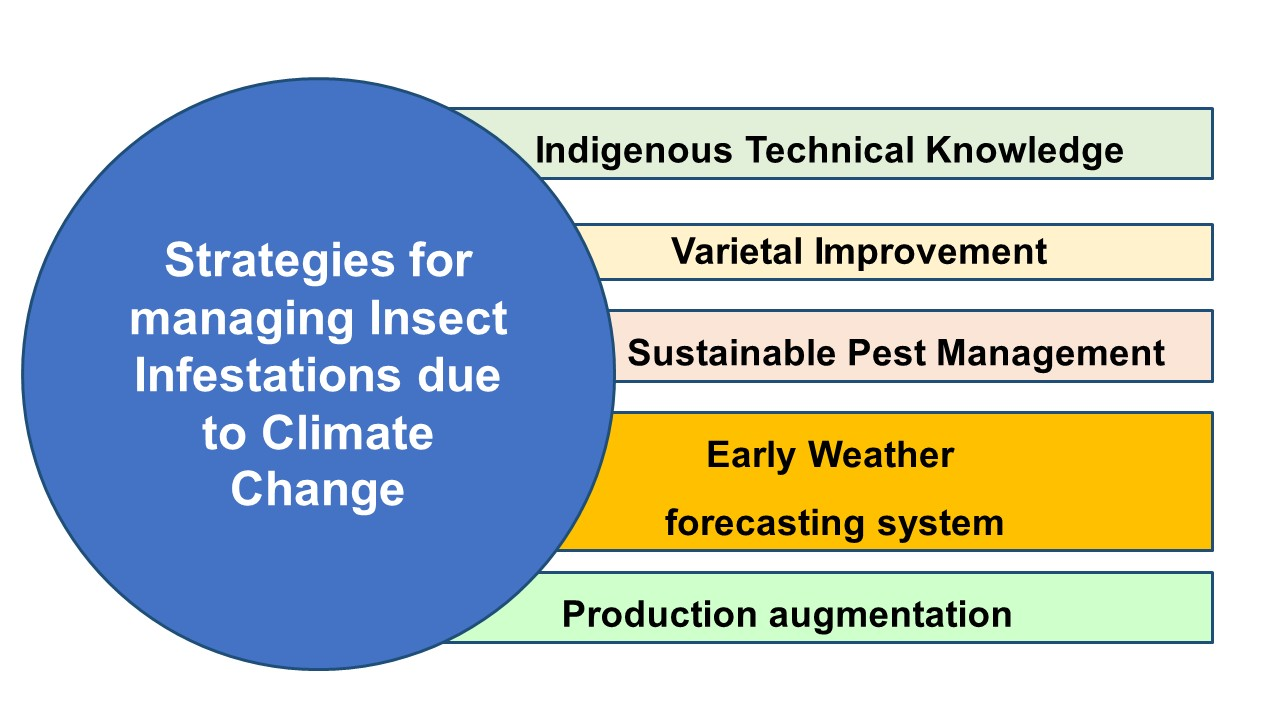 Strategies for
managing Insect
Infestations due
to Climate
Change
Indigenous Technical Knowledge
Varietal Improvement
Sustainable Pest Management
Early Weather
forecasting system
Production augmentation